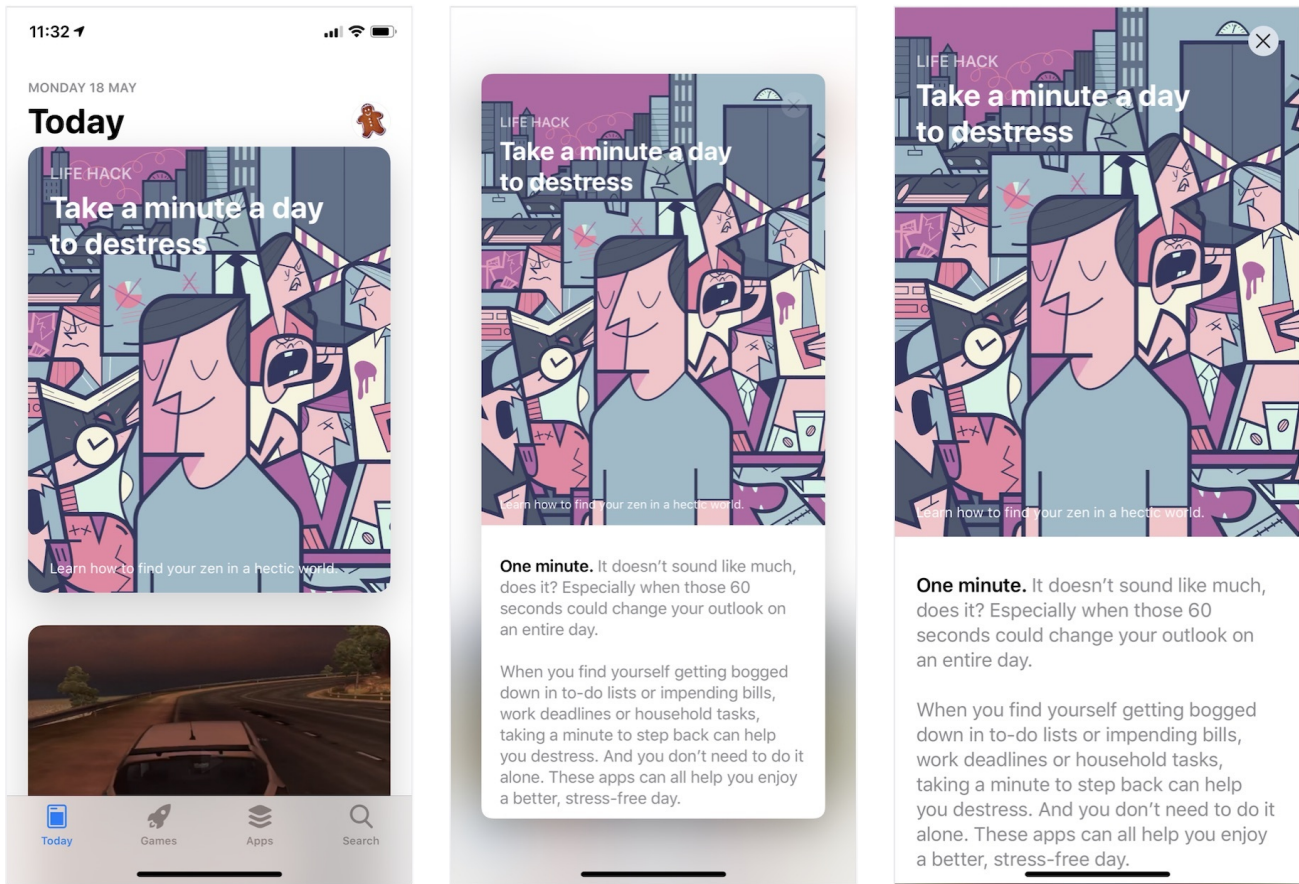 11:32
MONDAY 18 MAY
Today
LIFE HACK
Take a minute a day
to destress
Learn how to find your zen in a hectic world.
Today
Games
Apps
Search
LIFE HACK
Take a minute a day
to destress
Learn how to find your zen in a hectic world.
One minute. It doesn’t sound like much,
does it? Especially when those 60
seconds could change your outlook on
an entire day.
When you find yourself getting bogged
down in to-do lists or impending bills,
work deadlines or household tasks,
taking a minute to step back can help
you destress. And you don’t need to do it
alone. These apps can all help you enjoy
a better, stress-free day.
LIFE HACK
Take a minute a day
to destress
Learn how to find your zen in a hectic world.
One minute. It doesn’t sound like much,
does it? Especially when those 60
seconds could change your outlook on
an entire day.
When you find yourself getting bogged
down in to-do lists or impending bills,
work deadlines or household tasks,
taking a minute to step back can help
you destress. And you don’t need to do it
alone. These apps can all help you enjoy
a better, stress-free day.